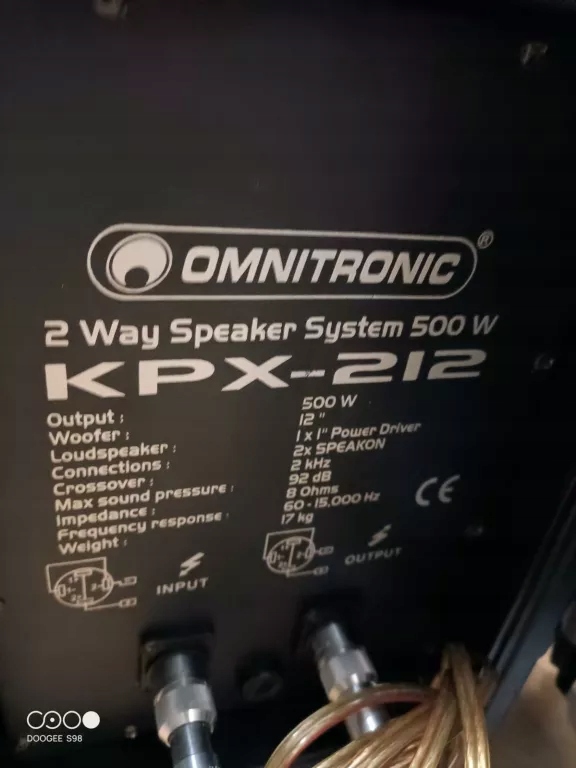 OMNITRONIC®
2 Way Speaker System 500 W
KPX-212
Output : 500 W
Woofer : 12"
Loudspeaker : 1 x 1" Power Driver
Connections : 2x SPEAKON
Crossover : 2 kHz
Max sound pressure : 92 dB
Impedance : 8 Ohms
Frequency response : 60-15.000 Hz
Weight : 17 kg
CE
INPUT
OUTPUT
DOOGEE S98